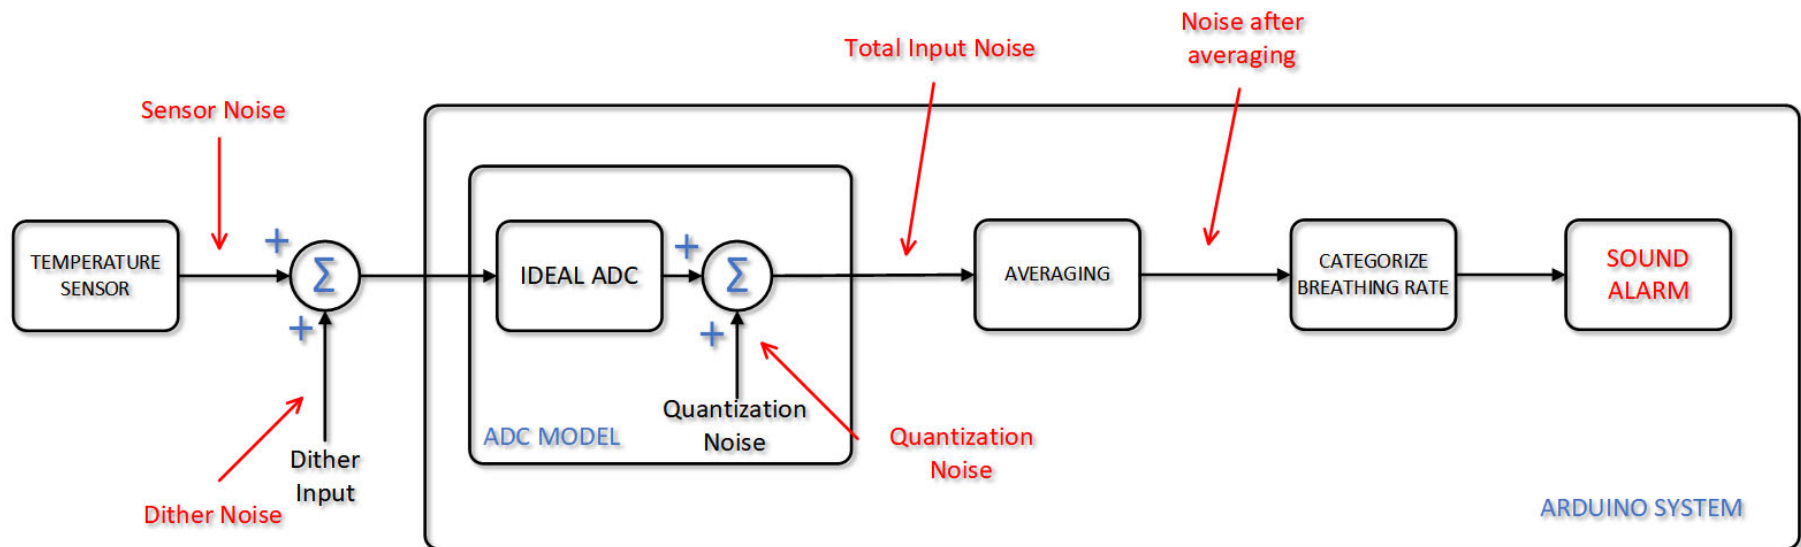 Noise after
averaging
Total Input Noise
Sensor Noise
+
+
TEMPERATURE
SENSOR
Σ
IDEAL ADC
Σ
AVERAGING
CATEGORIZE
BREATHING RATE
SOUND
ALARM
+
+
Quantization
Noise
ADC MODEL
Quantization
Noise
Dither
Input
Dither Noise
ARDUINO SYSTEM